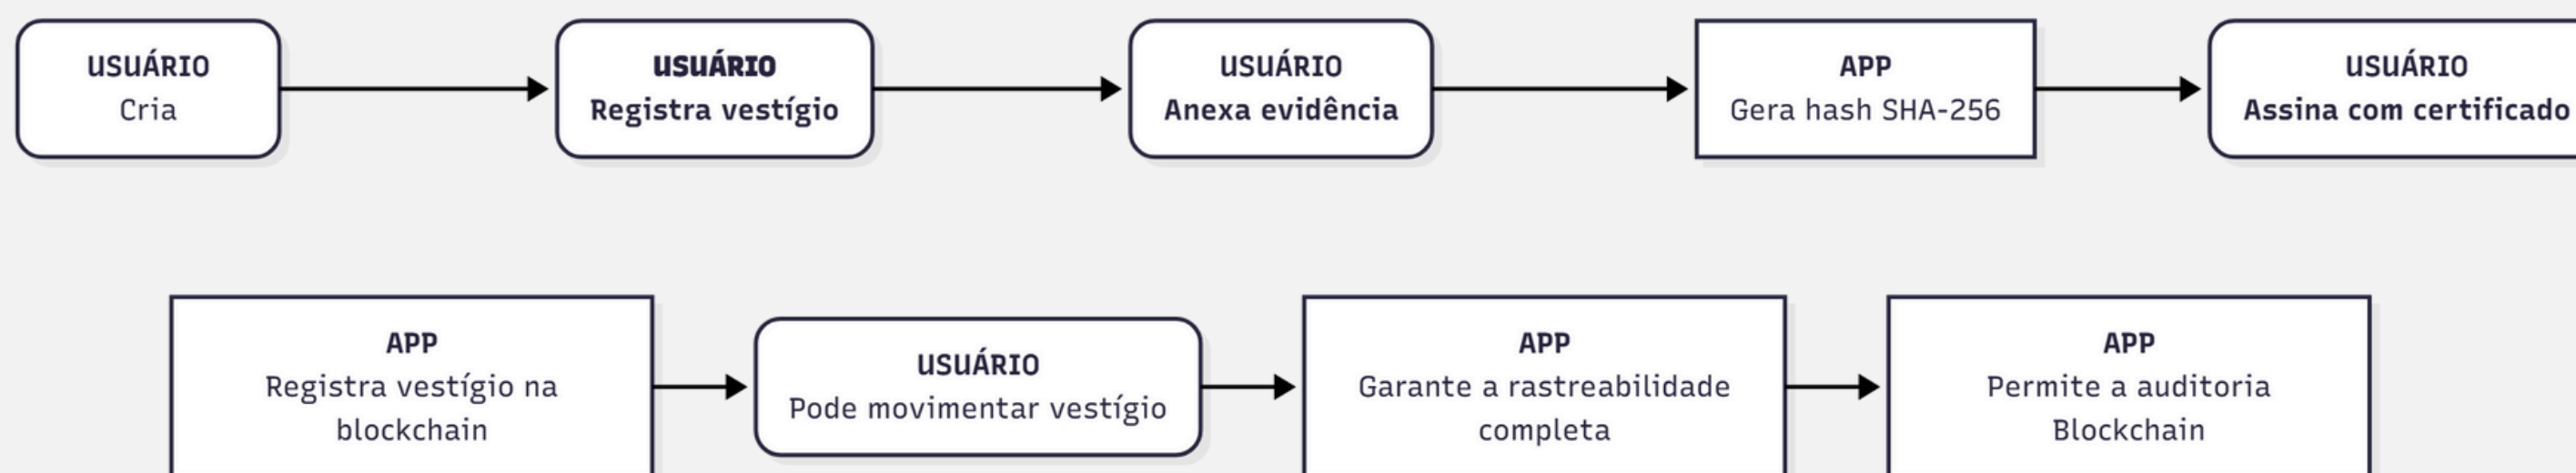 USUÁRIO
Cria
USUÁRIO
Registra vestígio
USUÁRIO
Anexa evidência
APP
Gera hash SHA-256
USUÁRIO
Assina com certificado
APP
Registra vestígio na
blockchain
USUÁRIO
Pode movimentar vestígio
APP
Garante a rastreabilidade
completa
APP
Permite a auditoria
Blockchain